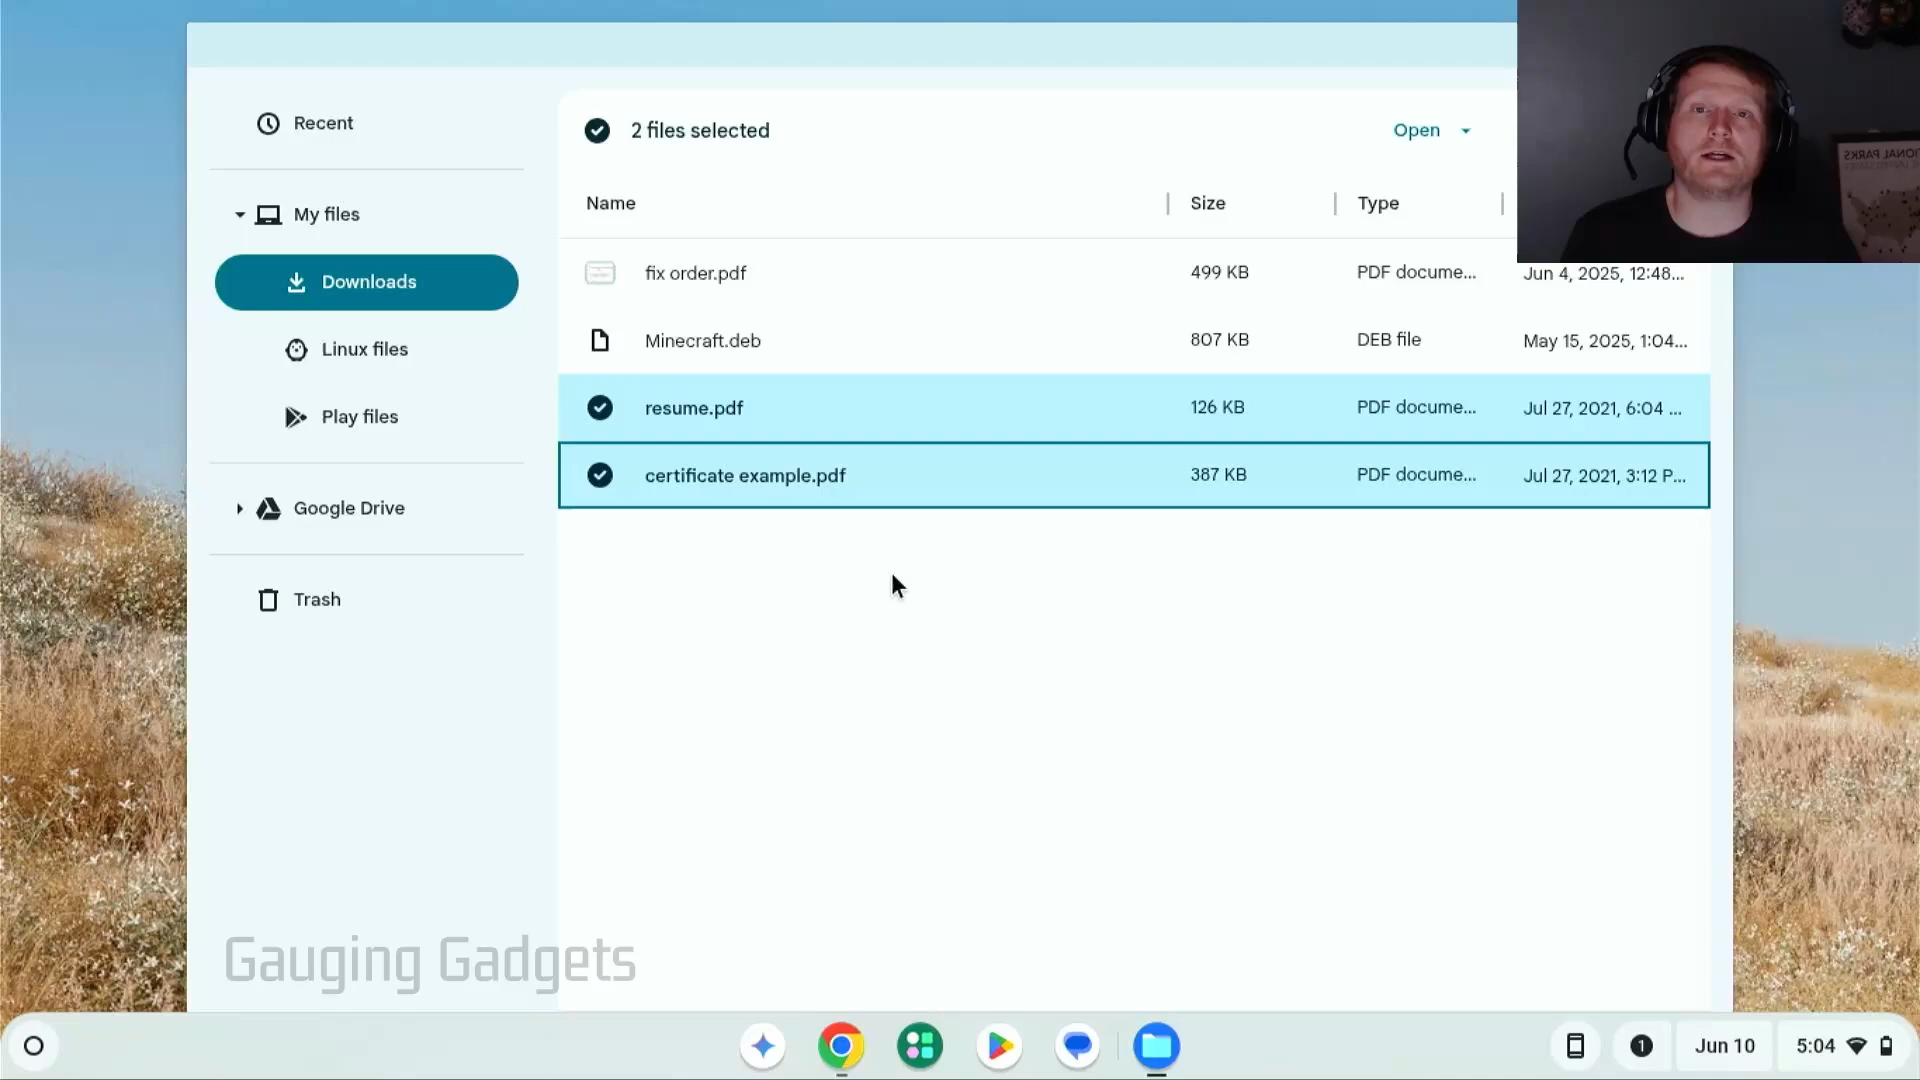 Recent
My files
Downloads
Linux files
Play files
Google Drive
Trash
2 files selected
Open
Name
Size
Type
fix order.pdf
499 KB
PDF docume...
Jun 4, 2025, 12:48...
Minecraft.deb
807 KB
DEB file
May 15, 2025, 1:04...
resume.pdf
126 KB
PDF docume...
Jul 27, 2021, 6:04 ...
certificate example.pdf
387 KB
PDF docume...
Jul 27, 2021, 3:12 P...
Gauging Gadgets
1
Jun 10
5:04